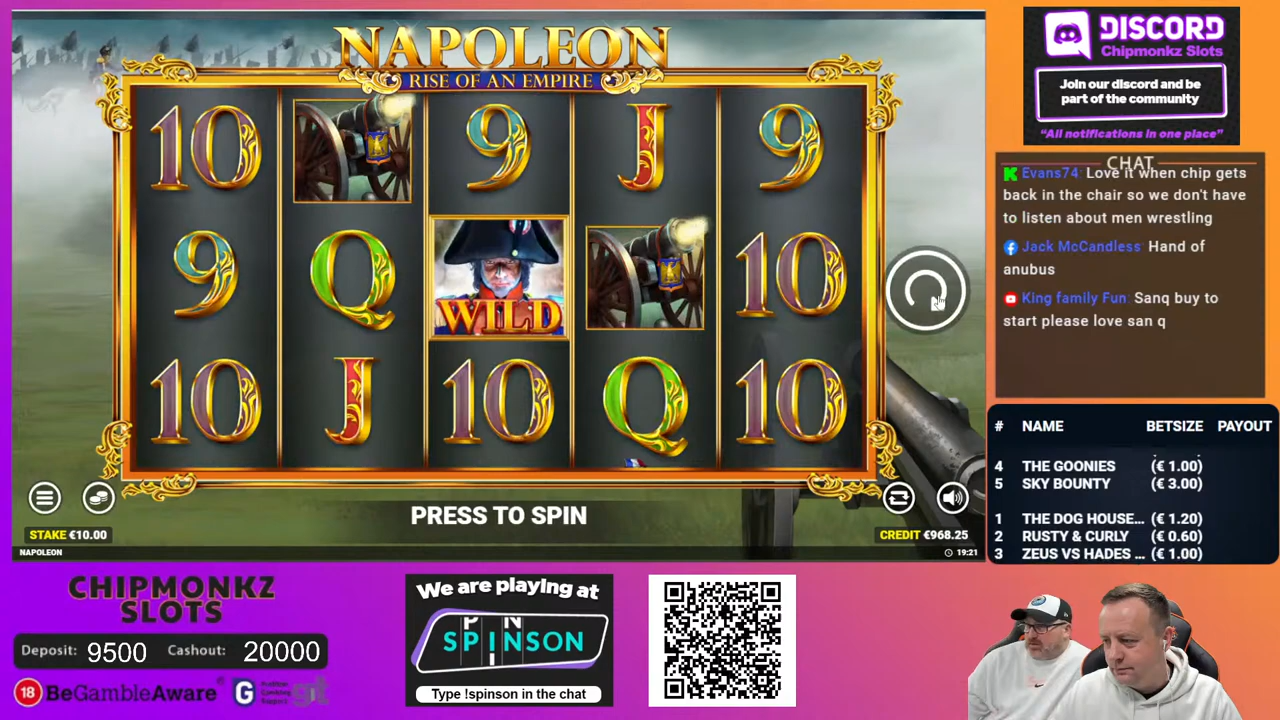 NAPOLEON
RISE OF AN EMPIRE
10
9
J
9
9
Q
WILD
10
10
J
10
Q
10
PRESS TO SPIN
STAKE €10.00
CREDIT €968.25
NAPOLEON
19:21
DISCORD
Chipmonkz Slots
Join our discord and be
part of the community
"All notifications in one place"
CHAT
Evans74: Love it when chip gets
back in the chair so we don't have
to listen about men wrestling
Jack McCandless: Hand of
anubus
King family Fun: Sanq buy to
start please love san q
# NAME BETSIZE PAYOUT
4 THE GOONIES (€ 1.00)
5 SKY BOUNTY (€ 3.00)
1 THE DOG HOUSE... (€ 1.20)
2 RUSTY & CURLY (€ 0.60)
3 ZEUS VS HADES ... (€ 1.00)
CHIPMONKZ
SLOTS
Deposit: 9500 Cashout: 20000
18 BeGambleAware
We are playing at
SPINSON
Type !spinson in the chat